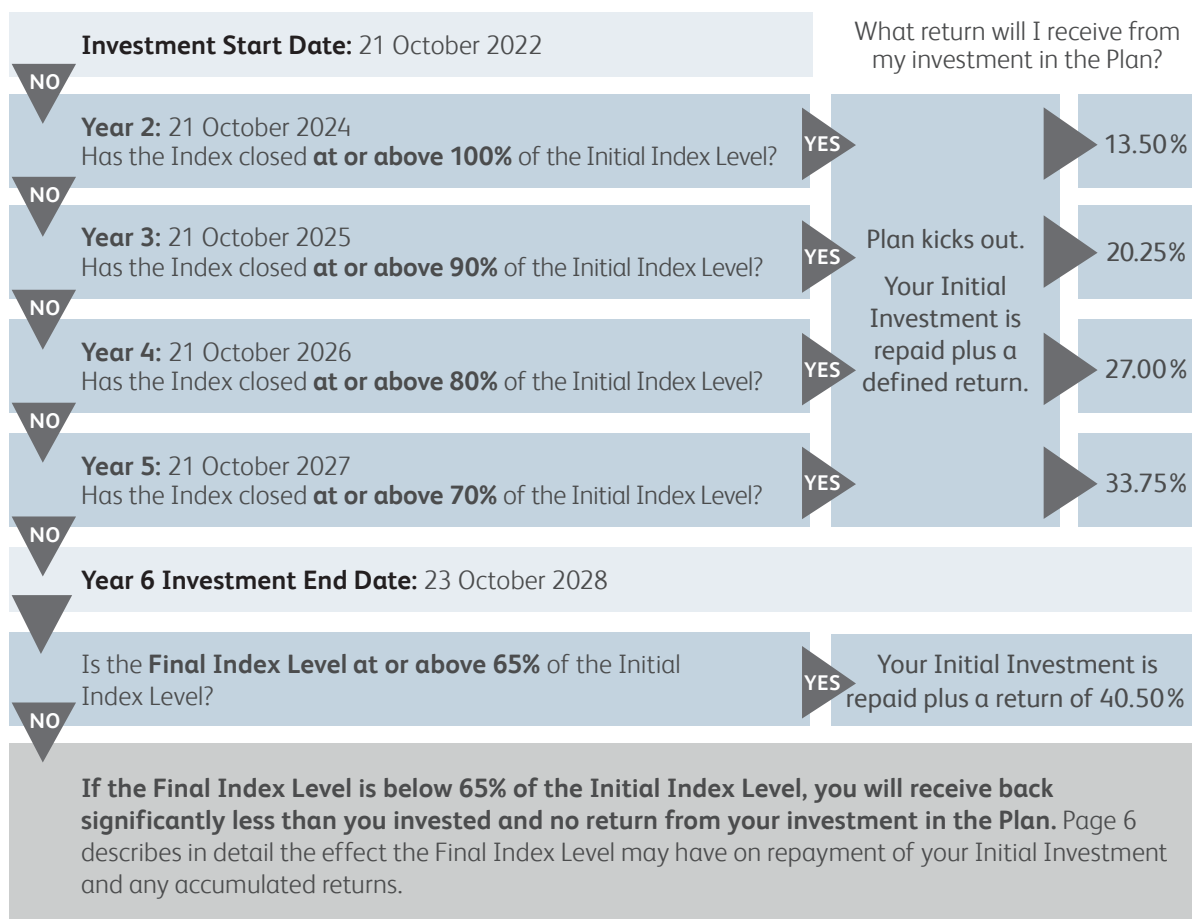 Investment Start Date: 21 October 2022
What return will I receive from
my investment in the Plan?
NO
Year 2: 21 October 2024
Has the Index closed at or above 100% of the Initial Index Level?
YES
13.50%
NO
Year 3: 21 October 2025
Has the Index closed at or above 90% of the Initial Index Level?
YES
Plan kicks out.
Your Initial
Investment is
repaid plus a
defined return.
20.25%
NO
Year 4: 21 October 2026
Has the Index closed at or above 80% of the Initial Index Level?
YES
27.00%
NO
Year 5: 21 October 2027
Has the Index closed at or above 70% of the Initial Index Level?
YES
33.75%
NO
Year 6 Investment End Date: 23 October 2028
Is the Final Index Level at or above 65% of the Initial
Index Level?
YES
Your Initial Investment is
repaid plus a return of 40.50%
NO
If the Final Index Level is below 65% of the Initial Index Level, you will receive back
significantly less than you invested and no return from your investment in the Plan. Page 6
describes in detail the effect the Final Index Level may have on repayment of your Initial Investment
and any accumulated returns.